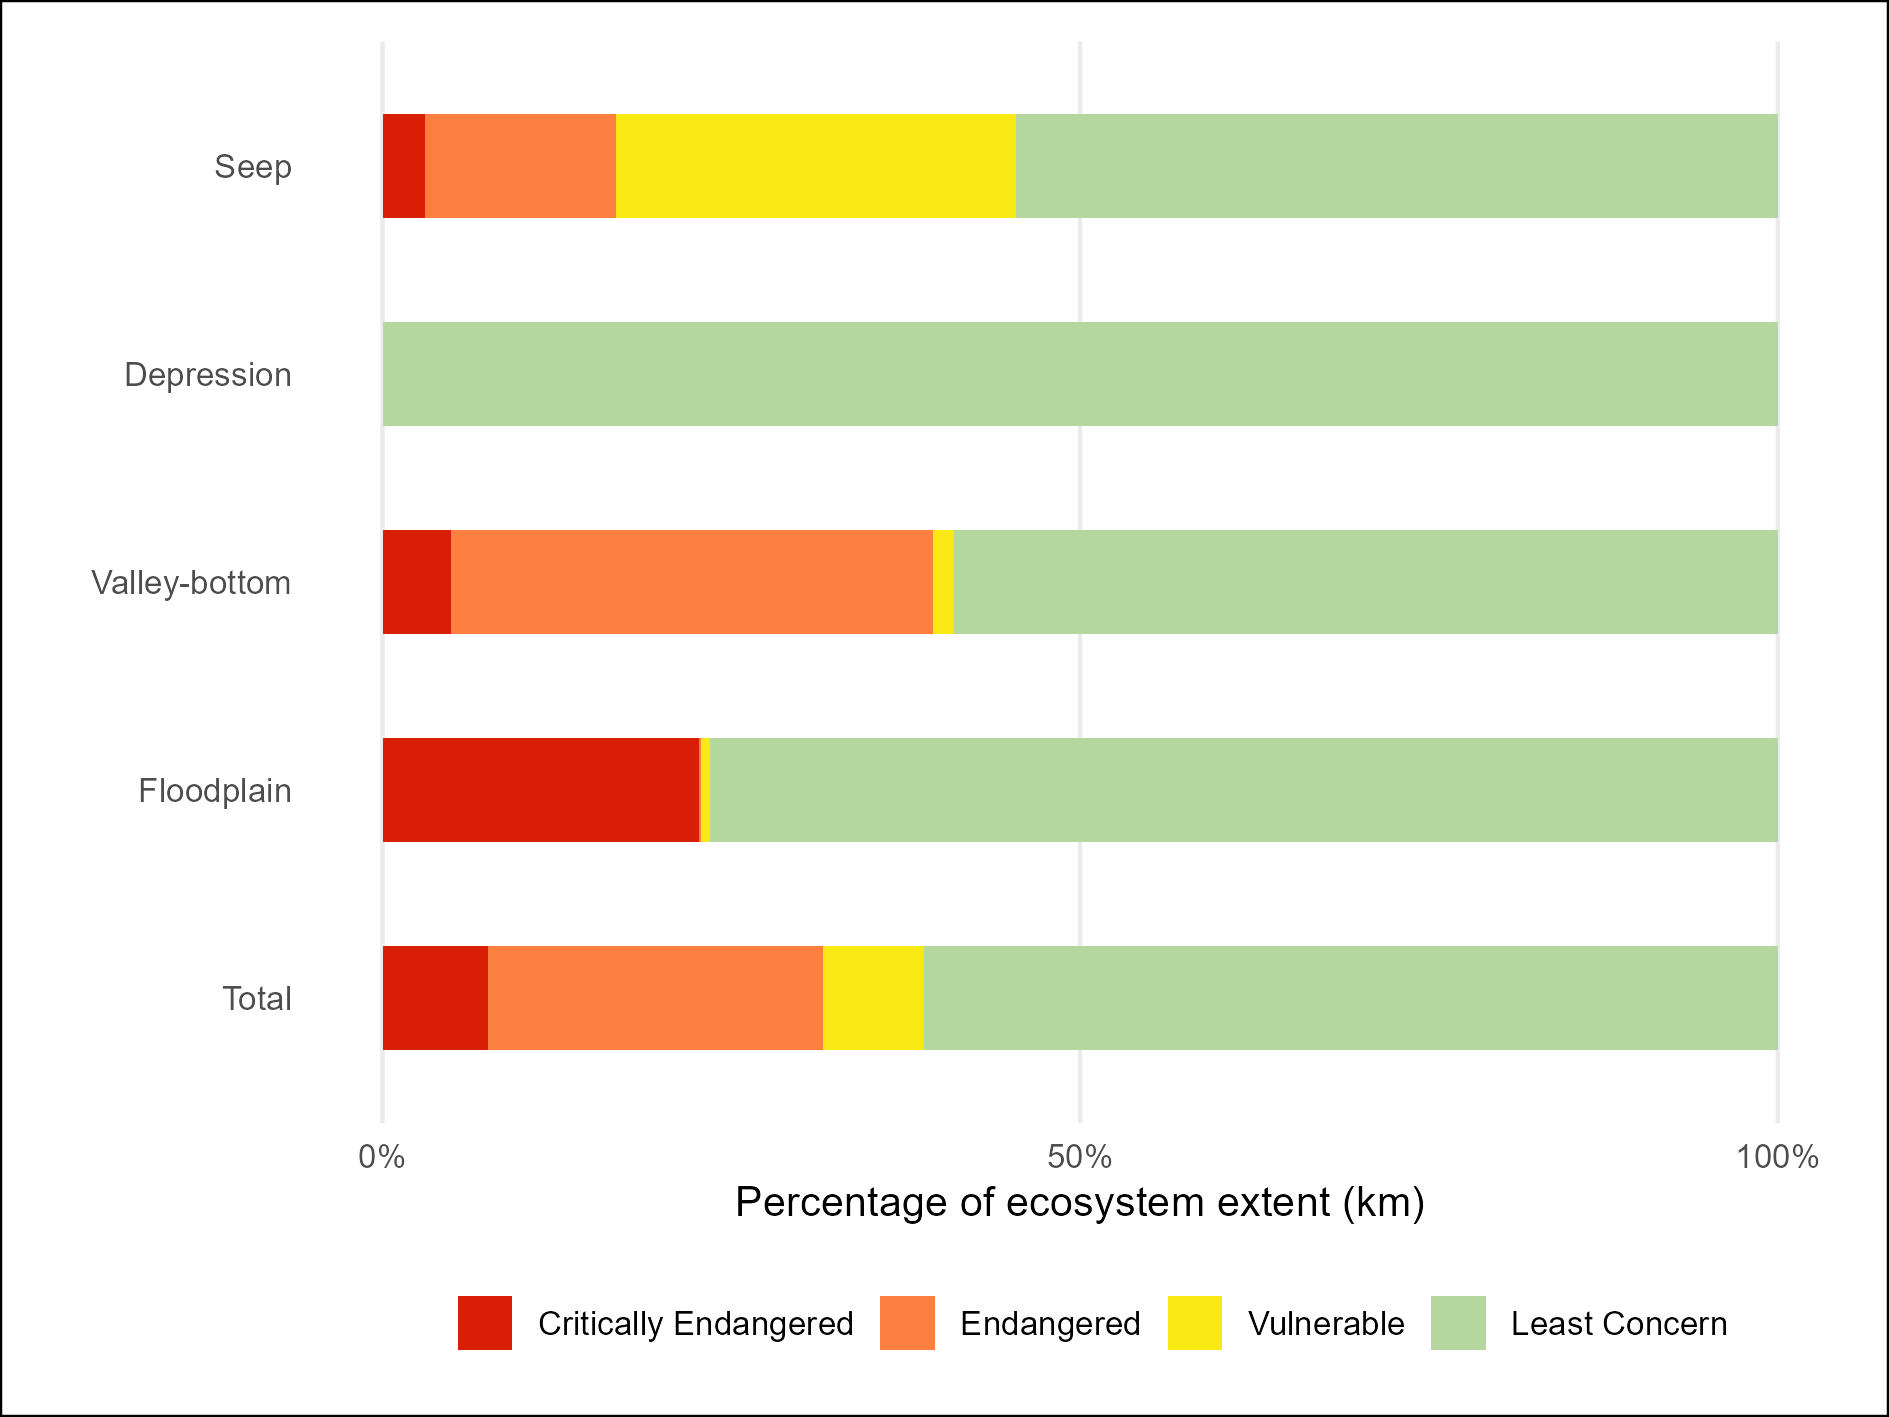 Seep
Depression
Valley-bottom
Floodplain
Total
0% 50% 100%
Percentage of ecosystem extent (km)
Critically Endangered Endangered Vulnerable Least Concern